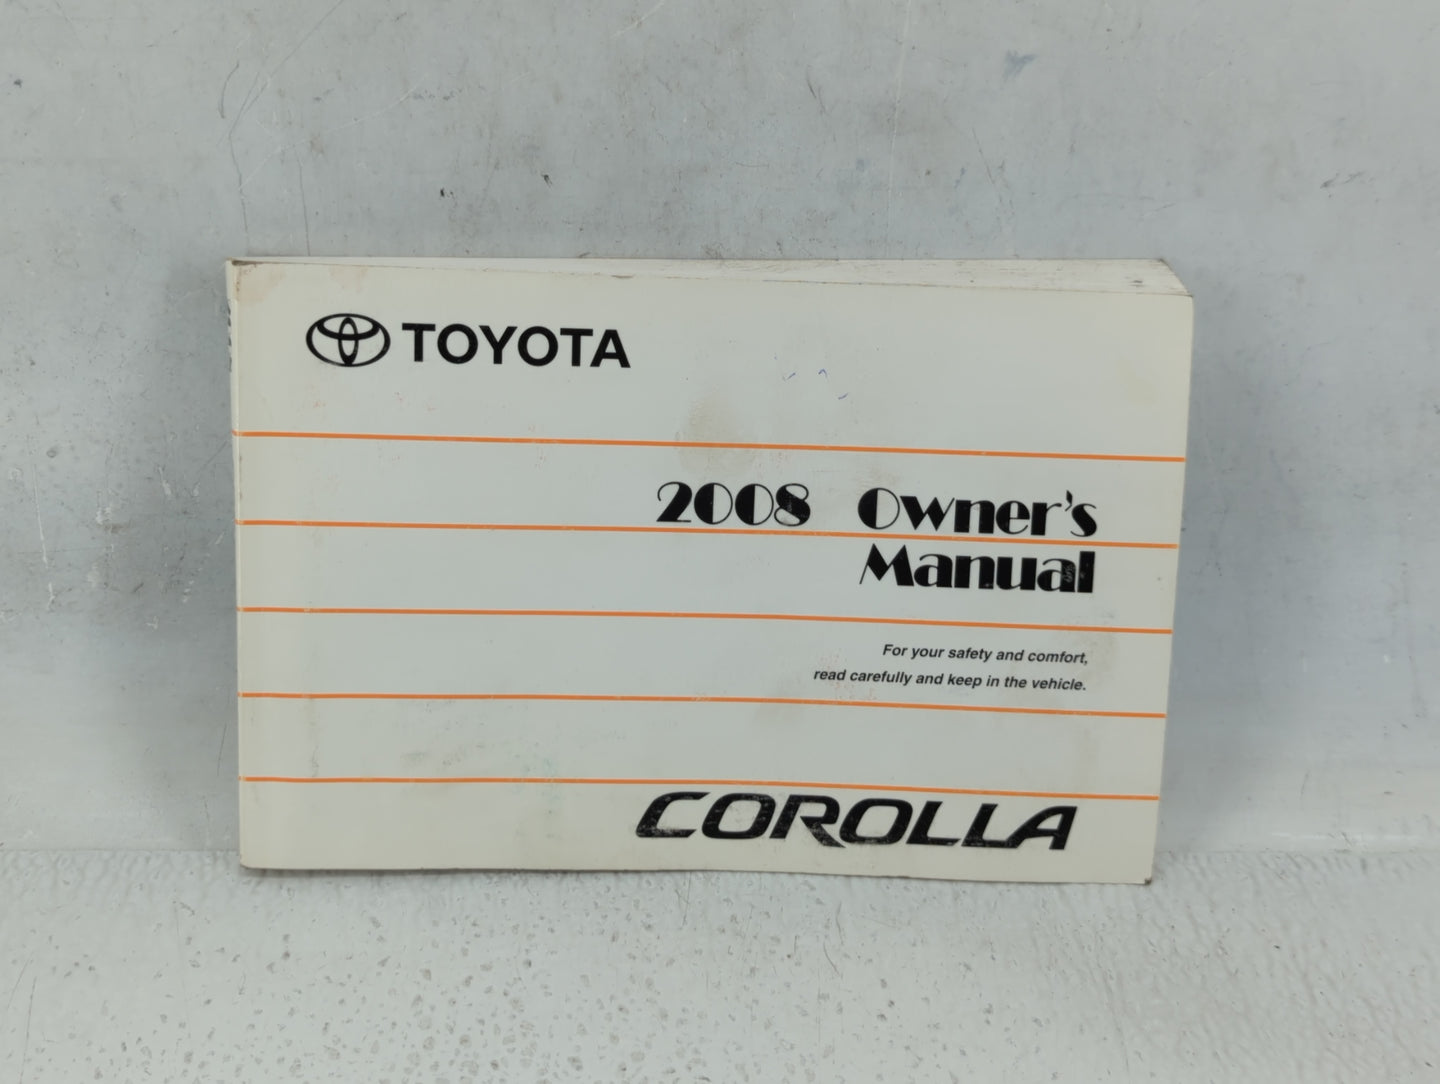 TOYOTA
2008 Owner's
Manual
For your safety and comfort,
read carefully and keep in the vehicle.
COROLLA